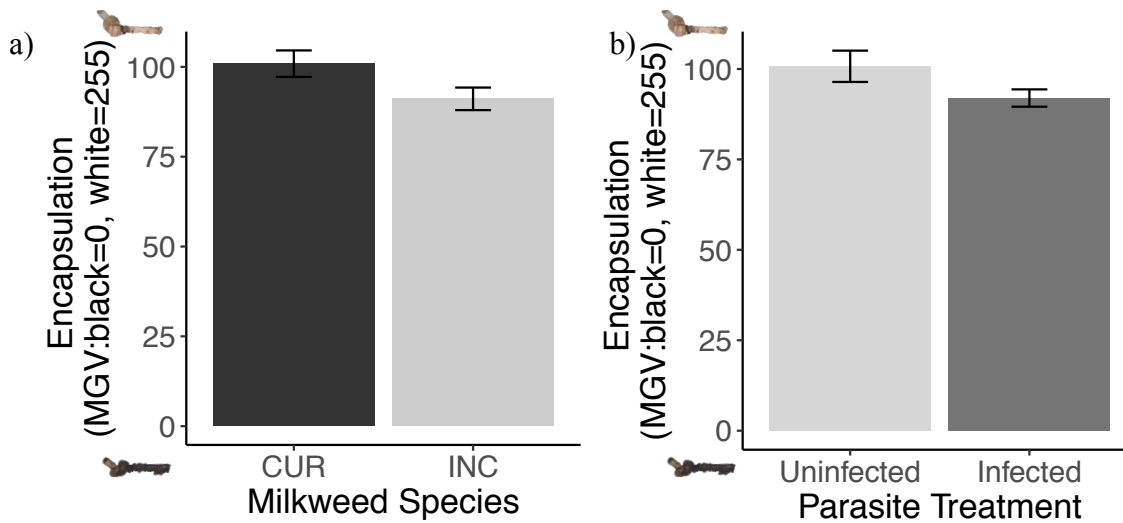 a)
Encapsulation
(MGV:black=0, white=255)
100
75
50
25
0
CUR INC
Milkweed Species
b)
Encapsulation
(MGV:black=0, white=255)
100
75
50
25
0
Uninfected Infected
Parasite Treatment